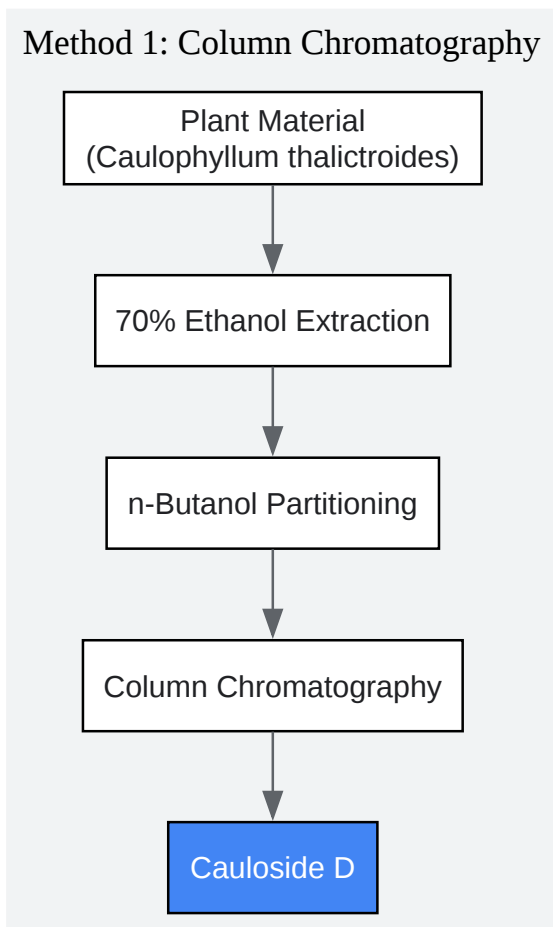 Method 1: Column Chromatography
Plant Material
(Caulophyllum thalictroides)
70% Ethanol Extraction
n-Butanol Partitioning
Column Chromatography
Cauloside D